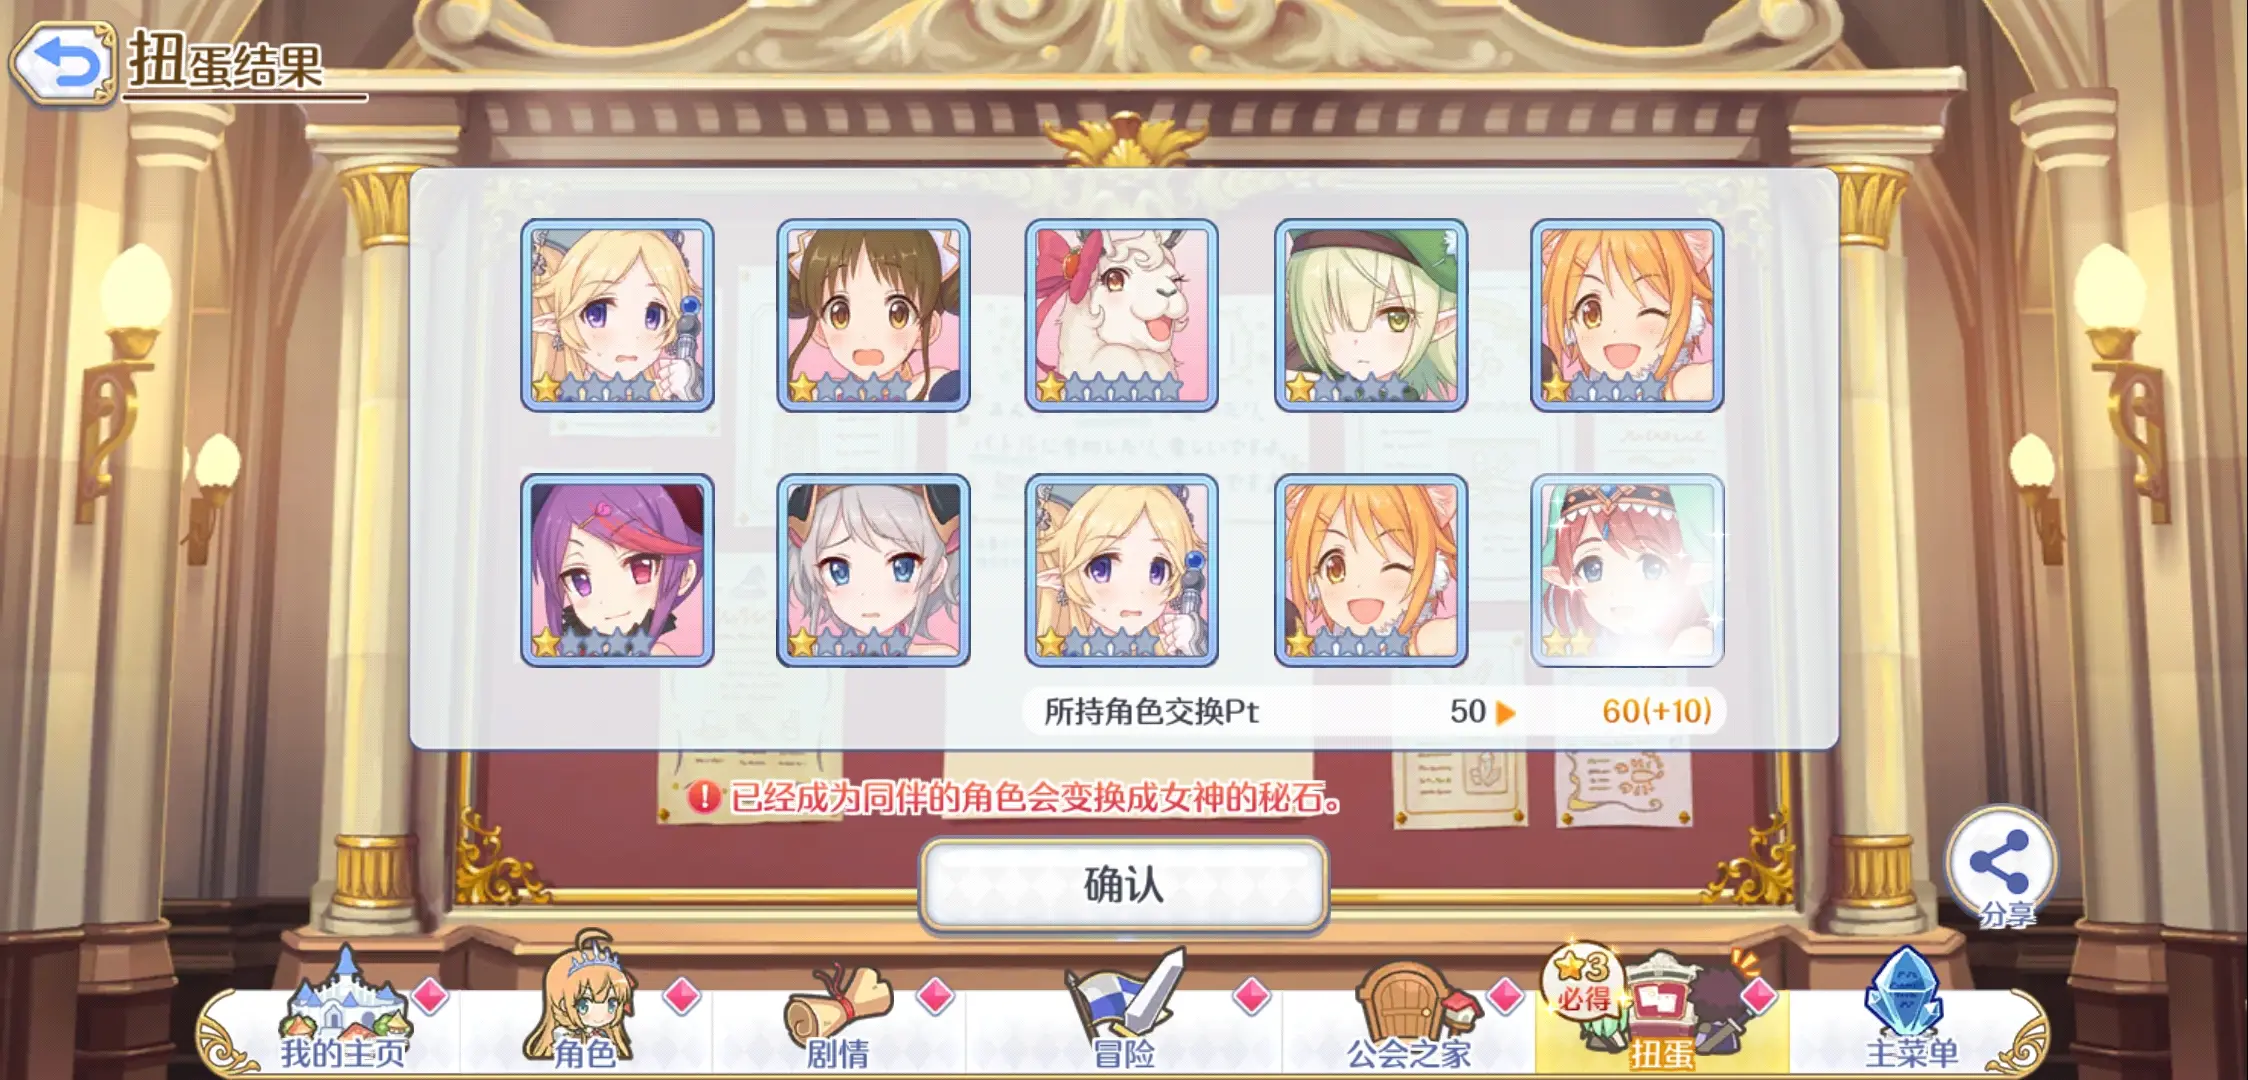 扭蛋结果
所持角色交换Pt 50 60(+10)
已经成为同伴的角色会变换成女神的秘石。
确认
分享
3
必得
我的主页
角色
剧情
冒险
公会之家
扭蛋
主菜单